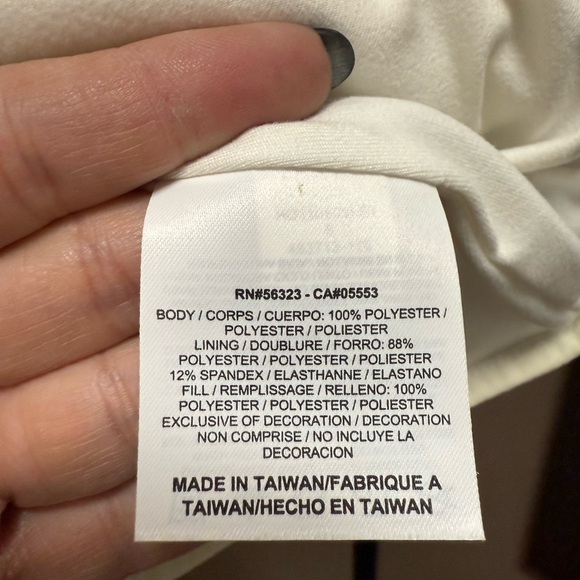 RN#56323 - CA#05553
BODY / CORPS / CUERPO: 100% POLYESTER /
POLYESTER / POLIESTER
LINING / DOUBLURE / FORRO: 88%
POLYESTER / POLYESTER / POLIESTER
12% SPANDEX / ELASTHANNE / ELASTANO
FILL / REMPLISSAGE / RELLENO: 100%
POLYESTER / POLYESTER / POLIESTER
EXCLUSIVE OF DECORATION / DECORATION
NON COMPRISE / NO INCLUYE LA
DECORACION
MADE IN TAIWAN/FABRIQUE A
TAIWAN/HECHO EN TAIWAN